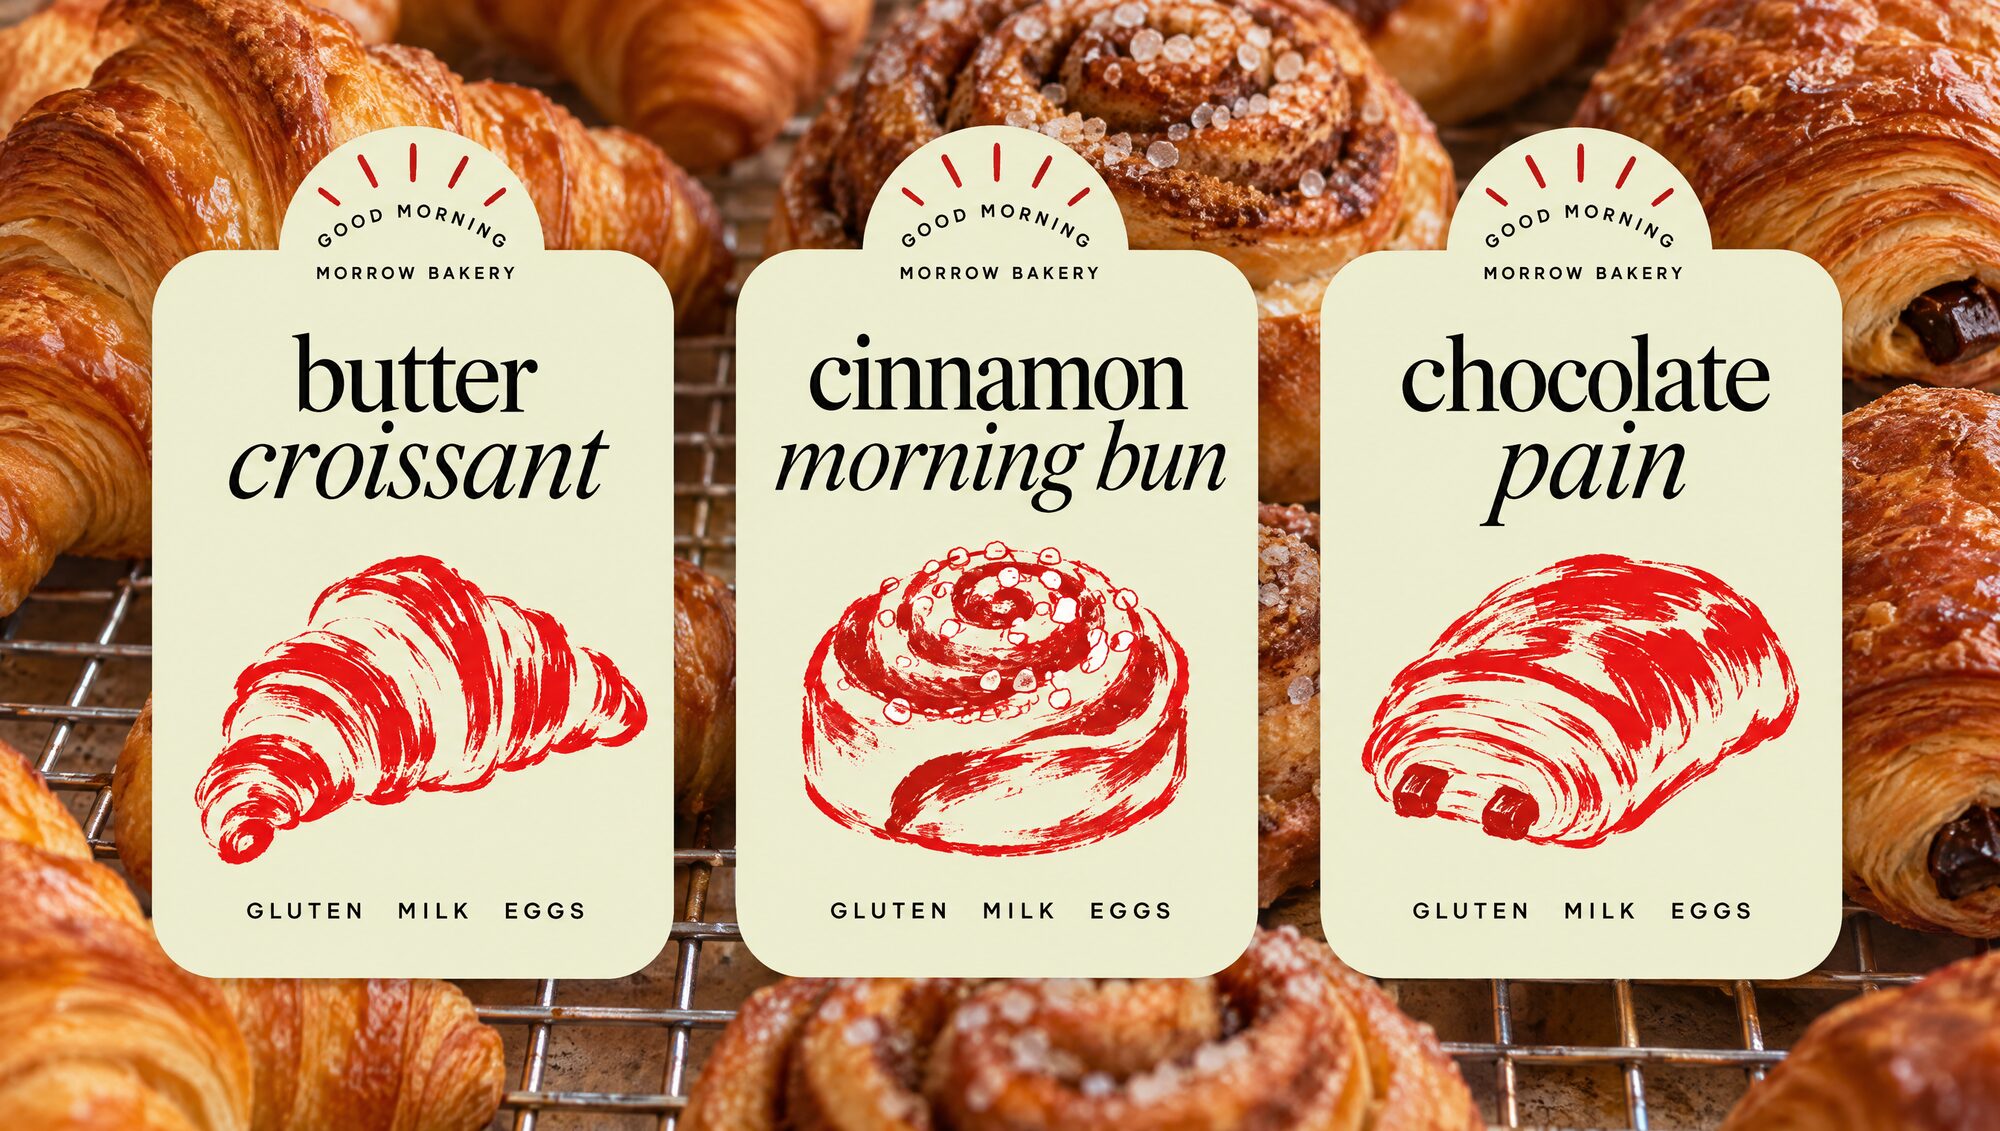 GOOD MORNING
MORROW BAKERY
butter
croissant
GLUTEN MILK EGGS
GOOD MORNING
MORROW BAKERY
cinnamon
morning bun
GLUTEN MILK EGGS
GOOD MORNING
MORROW BAKERY
chocolate
pain
GLUTEN MILK EGGS